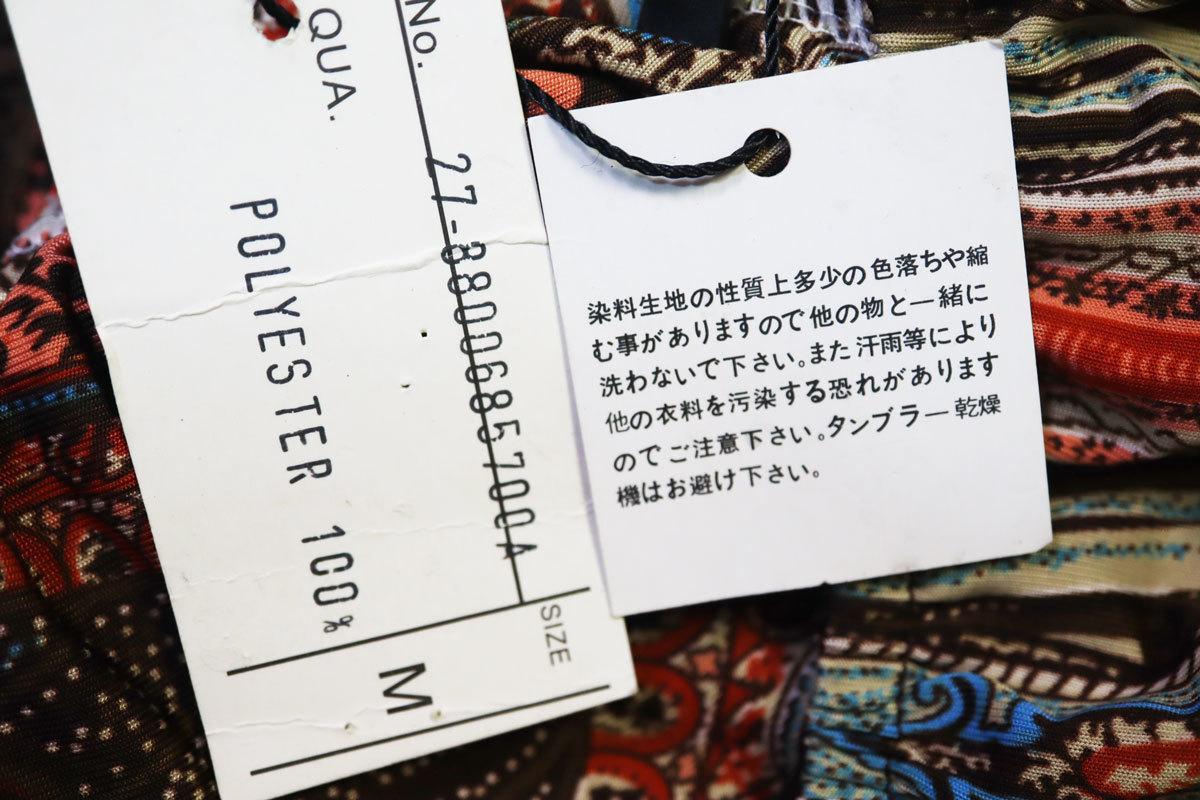 No. 27-8800685700A
QUA.
POLYESTER 100%
SIZE
M
染料生地の性質上多少の色落ちや縮
む事がありますので他の物と一緒に
洗わないで下さい。また汗雨等により
他の衣料を汚染する恐れがあります
のでご注意下さい。タンブラー乾燥
機はお避け下さい。